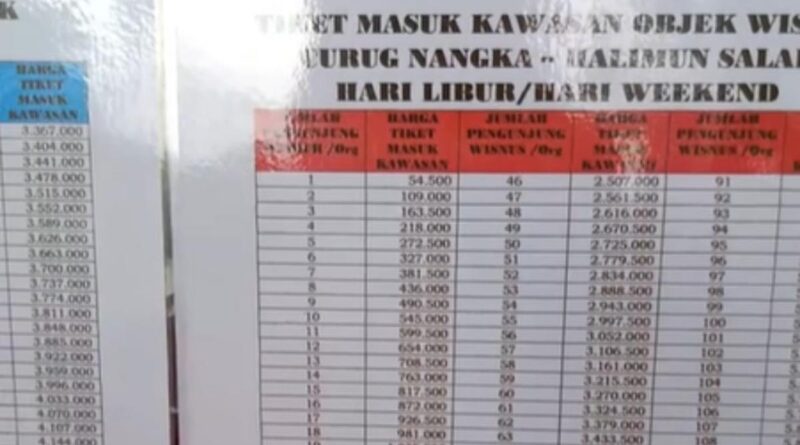 K
HARGA
TIKET
MASUK
KAWASAN
3.367.000
3.404.000
3.441.000
3.478.000
3.515.000
3.552.000
3.589.000
3.626.000
3.663.000
3.700.000
3.737.000
3.774.000
3.811.000
3.848.000
3.885.000
3.922.000
3.959.000
3.996.000
4.033.000
4.070.000
4.107.000
4.144.000
TIKET MASUK KAWASAN OBJEK WIS
CURUG NANGKA - HALIMUN SALA
HARI LIBUR/HARI WEEKEND
JUMLAH HARGA JUMLAH HARGA JUMLAH
PENGUNJUNG TIKET PENGUNJUNG TIKET PENGUNJUNG
/Org MASUK WISNUS /Org MASUK WISNUS /Org
KAWASAN KAWASAN
1 54.500 46 2.507.000 91
2 109.000 47 2.561.500 92
3 163.500 48 2.616.000 93
4 218.000 49 2.670.500 94
5 272.500 50 2.725.000 95
6 327.000 51 2.779.500 96
7 381.500 52 2.834.000 97
8 436.000 53 2.888.500 98
9 490.500 54 2.943.000 99
10 545.000 55 2.997.500 100
11 599.500 56 3.052.000 101
12 654.000 57 3.106.500 102
13 708.500 58 3.161.000 103
14 763.000 59 3.215.500 104
15 817.500 60 3.270.000 105
16 872.000 61 3.324.500 106
17 926.500 62 3.379.000 107
18 981.000 63 3.433.500